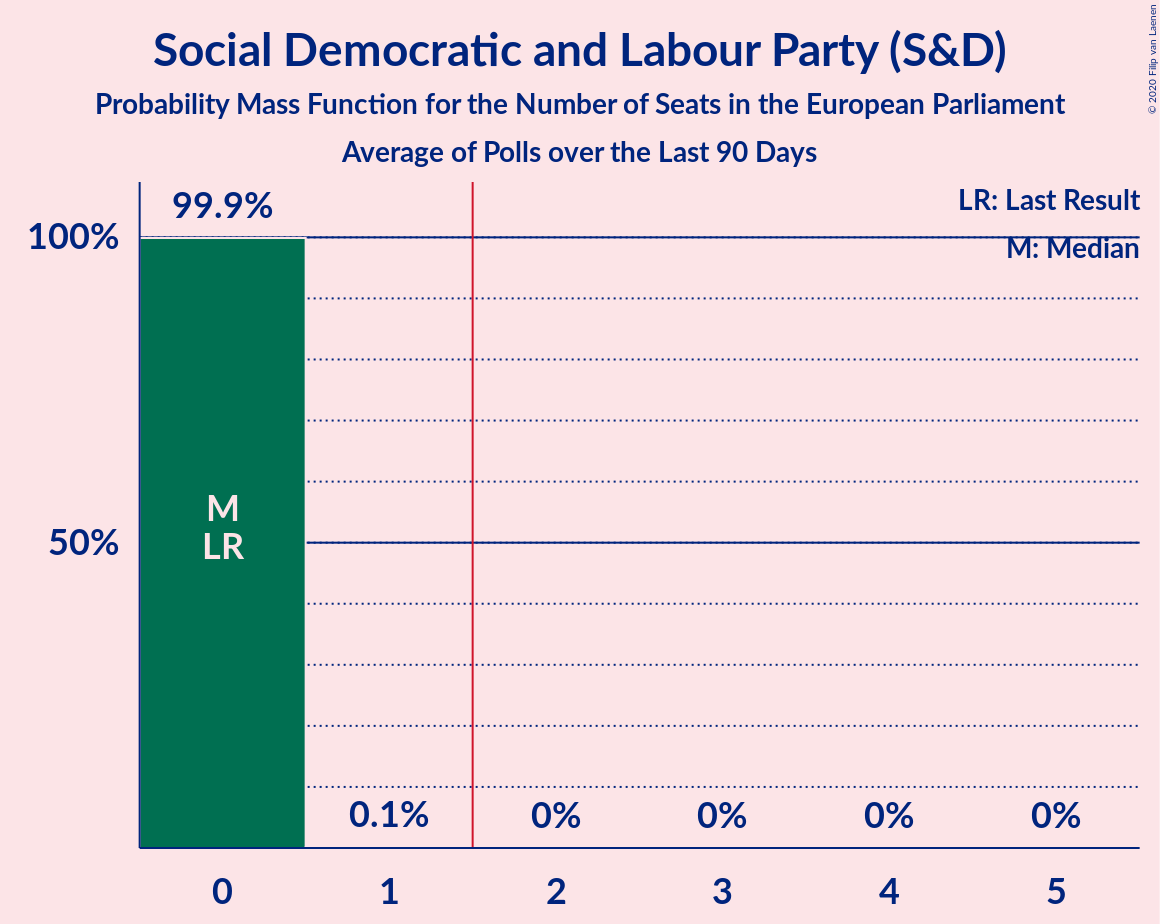 Social Democratic and Labour Party (S&D)
Probability Mass Function for the Number of Seats in the European Parliament
Average of Polls over the Last 90 Days
© 2020 Filip van Laenen
LR: Last Result
M: Median
99.9%
100%
50%
M
LR
0.1%
0%
0%
0%
0%
0
1
2
3
4
5